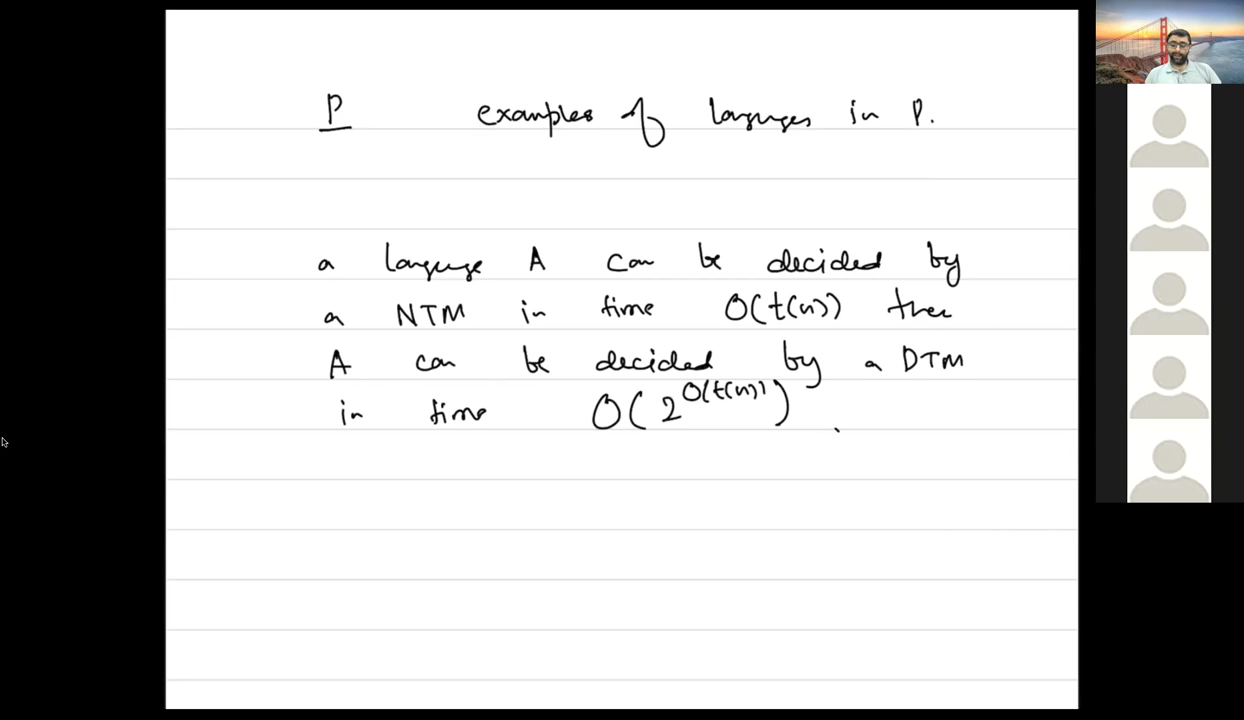 P examples of languages in P.
a language A can be decided by
a NTM in time O(t(n)) then
A can be decided by a DTM
in time O(2^{O(t(n))}).